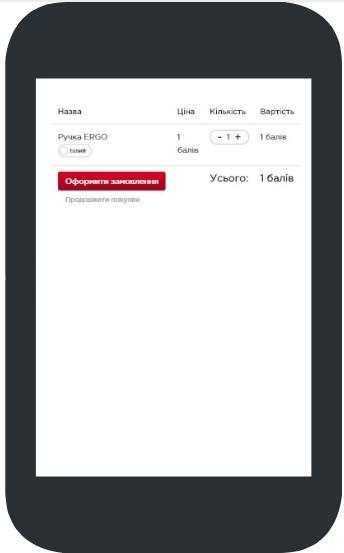 Назва Ціна Кількість Вартість
Ручка ERGO 1 - 1 + 1 балів
Білий балів
Оформити замовлення Усього: 1 балів
Продовжити покупки